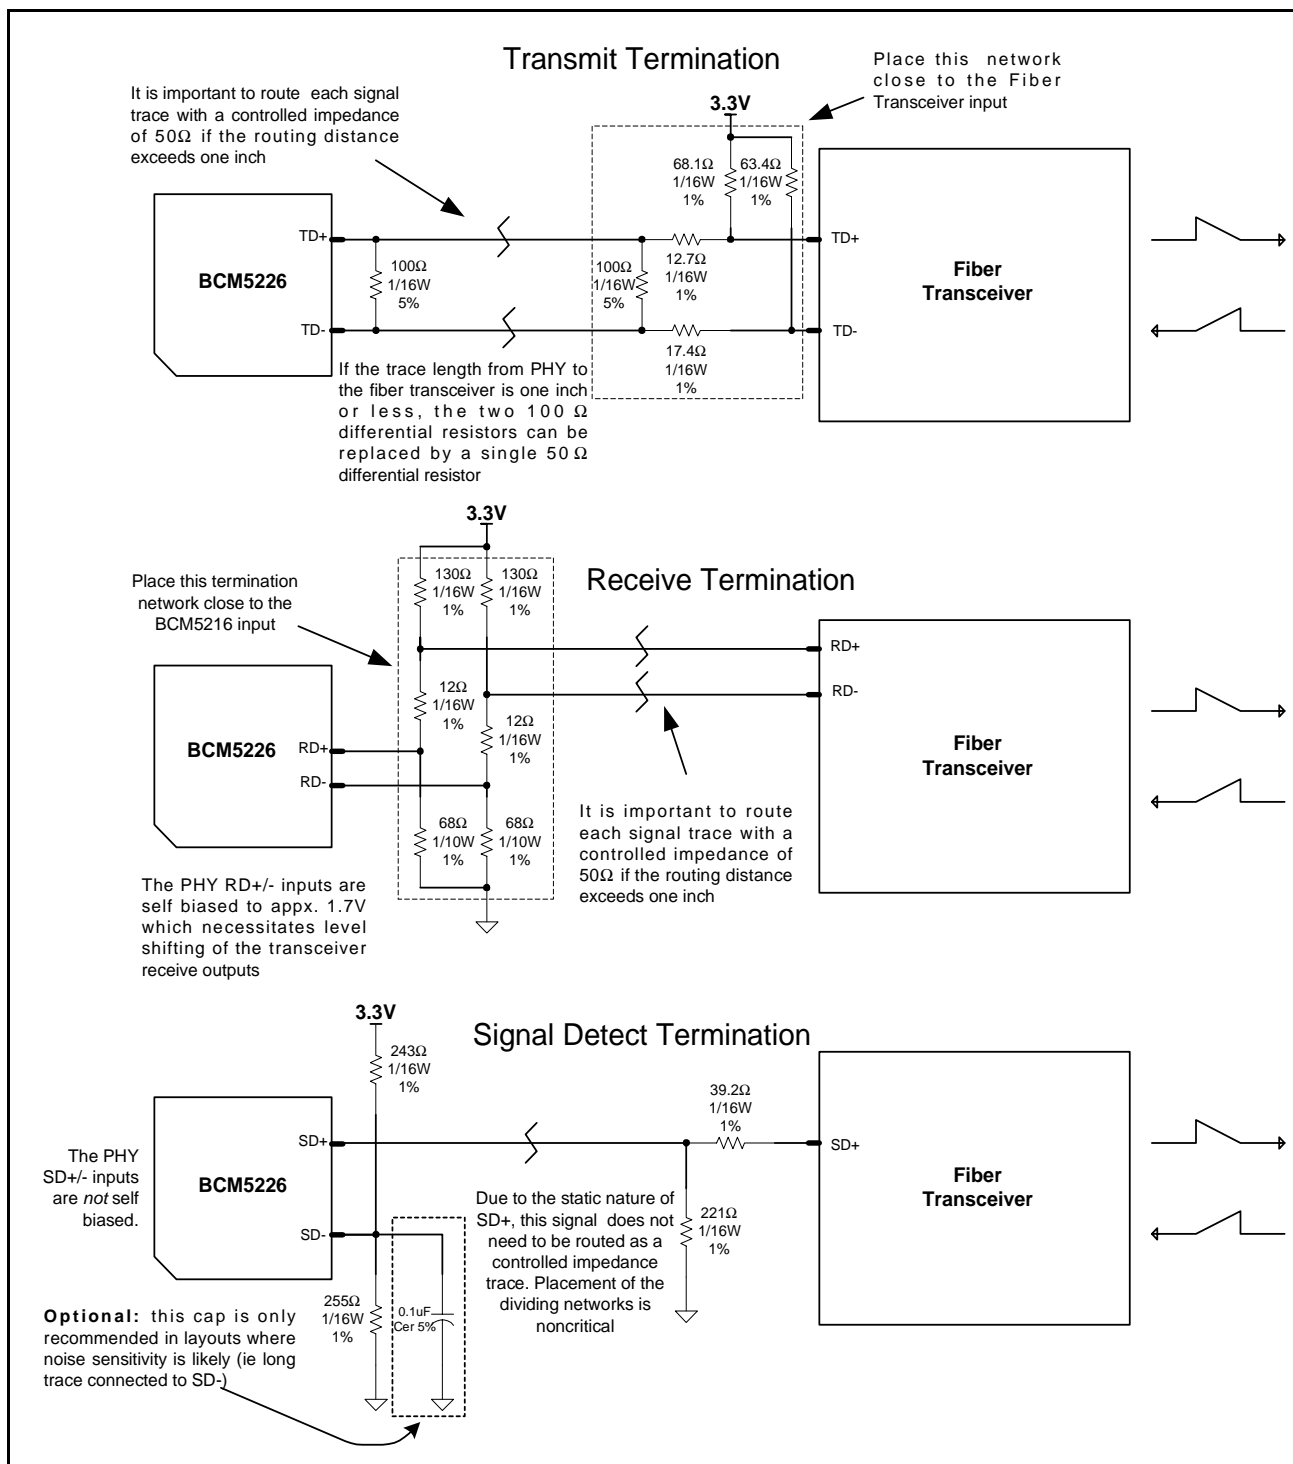 Transmit Termination
Place this network
close to the Fiber
Transceiver input
It is important to route each signal
trace with a controlled impedance
of 50Ω if the routing distance
exceeds one inch
3.3V
68.1Ω
1/16W
1%
63.4Ω
1/16W
1%
TD+
TD-
BCM5226
100Ω
1/16W
5%
100Ω
1/16W
5%
12.7Ω
1/16W
1%
17.4Ω
1/16W
1%
TD+
TD-
Fiber
Transceiver
If the trace length from PHY to
the fiber transceiver is one inch
or less, the two 100 Ω
differential resistors can be
replaced by a single 50 Ω
differential resistor
3.3V
Receive Termination
Place this termination
network close to the
BCM5216 input
130Ω
1/16W
1%
130Ω
1/16W
1%
RD+
RD-
12Ω
1/16W
1%
12Ω
1/16W
1%
BCM5226
RD+
RD-
Fiber
Transceiver
68Ω
1/10W
1%
68Ω
1/10W
1%
It is important to route
each signal trace with a
controlled impedance of
50Ω if the routing distance
exceeds one inch
The PHY RD+/- inputs are
self biased to appx. 1.7V
which necessitates level
shifting of the transceiver
receive outputs
3.3V
Signal Detect Termination
243Ω
1/16W
1%
39.2Ω
1/16W
1%
SD+
SD+
The PHY
SD+/- inputs
are not self
biased.
BCM5226
SD-
Fiber
Transceiver
Due to the static nature of
SD+, this signal does not
need to be routed as a
controlled impedance
trace. Placement of the
dividing networks is
noncritical
221Ω
1/16W
1%
255Ω
1/16W
1%
0.1uF
Cer 5%
Optional: this cap is only
recommended in layouts where
noise sensitivity is likely (ie long
trace connected to SD-)